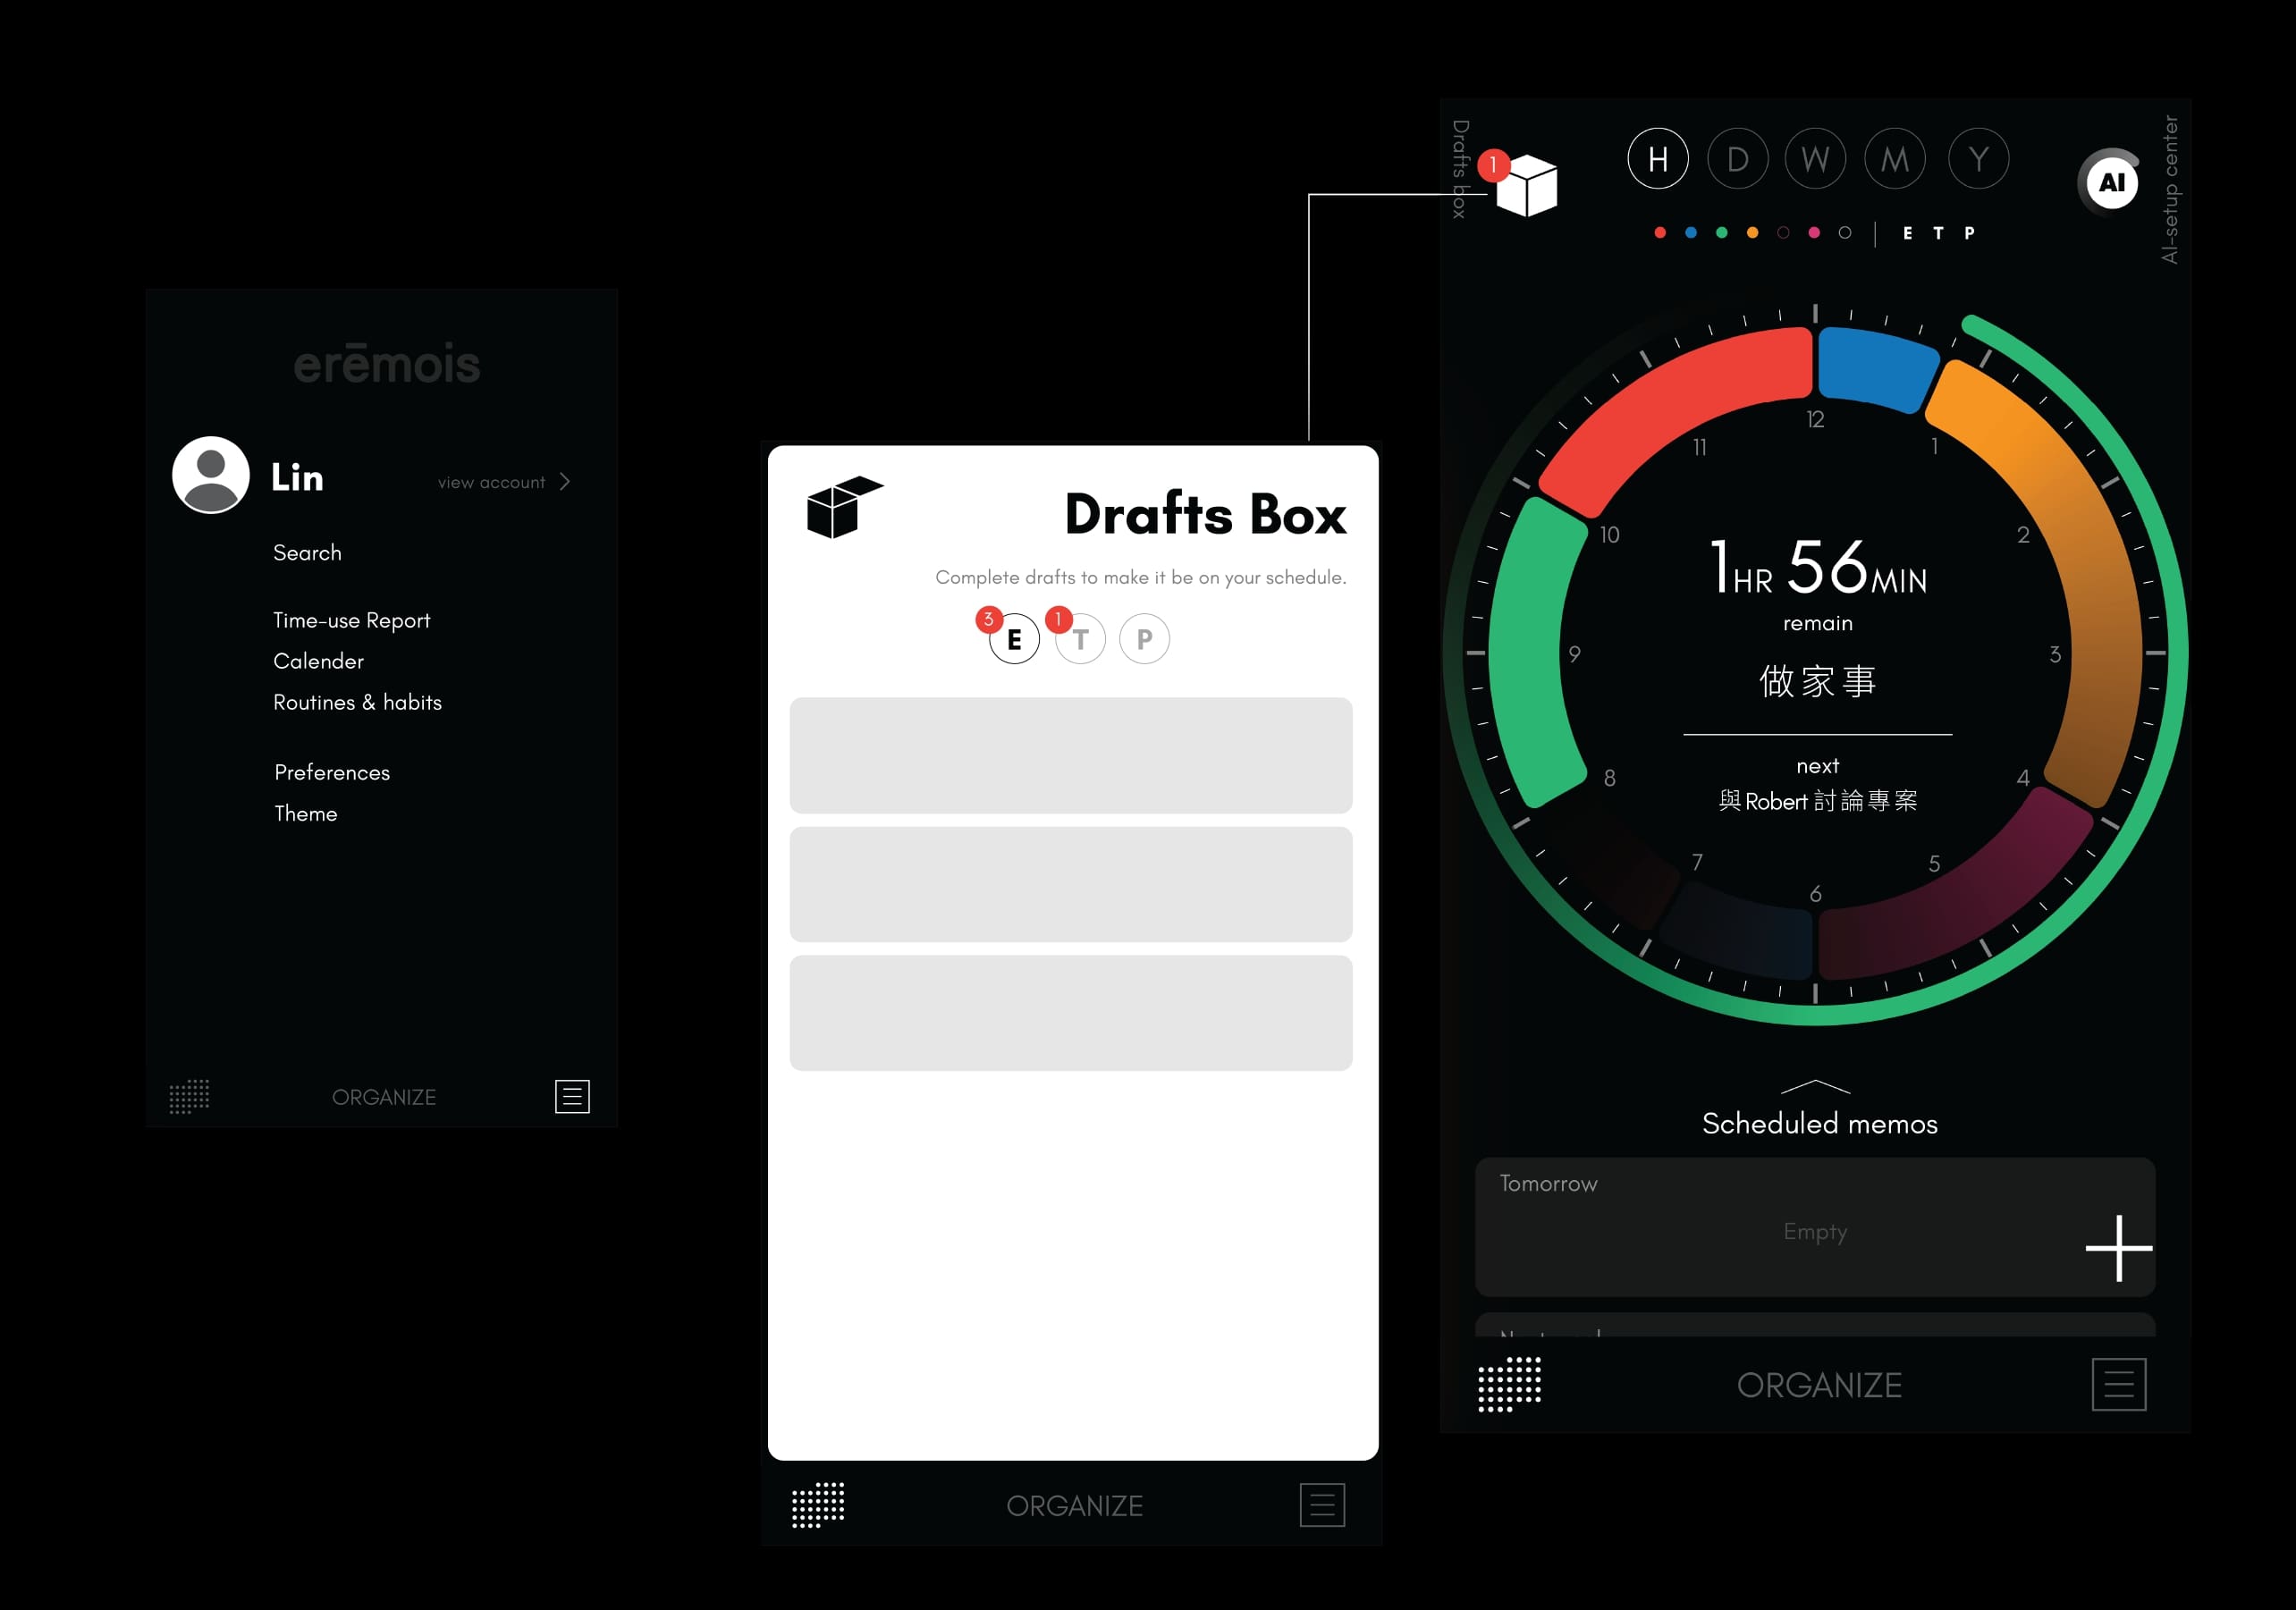 erēmois
Lin
view account
Search
Time-use Report
Calender
Routines & habits
Preferences
Theme
ORGANIZE
Drafts Box
Complete drafts to make it be on your schedule.
3
E
1
T
P
ORGANIZE
Drafts box
1
H D W M Y
AI
AI-setup center
E T P
12
1
2
3
4
5
6
7
8
9
10
11
1HR 56MIN
remain
做家事
next
與Robert 討論專案
Scheduled memos
Tomorrow
Empty
ORGANIZE